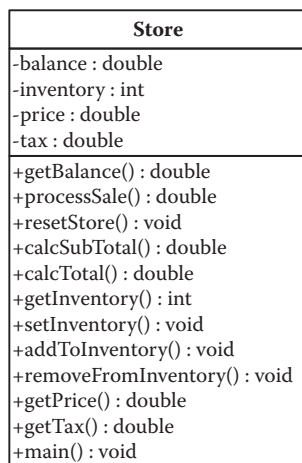 Store
-balance : double
-inventory : int
-price : double
-tax : double
+getBalance() : double
+processSale() : double
+resetStore() : void
+calcSubTotal() : double
+calcTotal() : double
+getInventory() : int
+setInventory() : void
+addToInventory() : void
+removeFromInventory() : void
+getPrice() : double
+getTax() : double
+main() : void